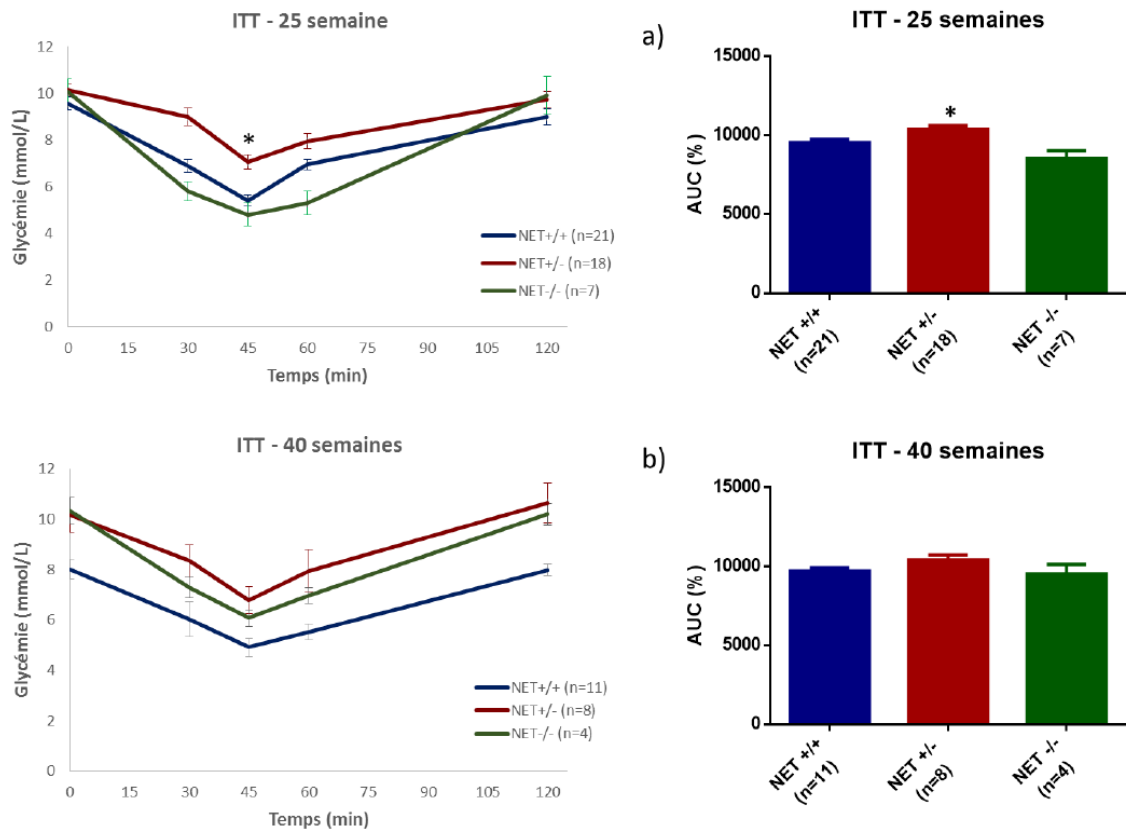 ITT - 25 semaine
12
10
8
6
4
2
0
Glycémie (mmol/L)
*
NET+/+ (n=21)
NET+/- (n=18)
NET-/- (n=7)
0 15 30 45 60 75 90 105 120
Temps (min)
a)
ITT - 25 semaines
15000
10000
5000
0
AUC (% )
*
NET +/+
(n=21)
NET +/-
(n=18)
NET -/-
(n=7)
ITT - 40 semaines
12
10
8
6
4
2
0
Glycémie (mmol/L)
NET+/+ (n=11)
NET+/- (n=8)
NET-/- (n=4)
0 15 30 45 60 75 90 105 120
Temps (min)
b)
ITT - 40 semaines
15000
10000
5000
0
AUC (% )
NET +/+
(n=11)
NET +/-
(n=8)
NET -/-
(n=4)